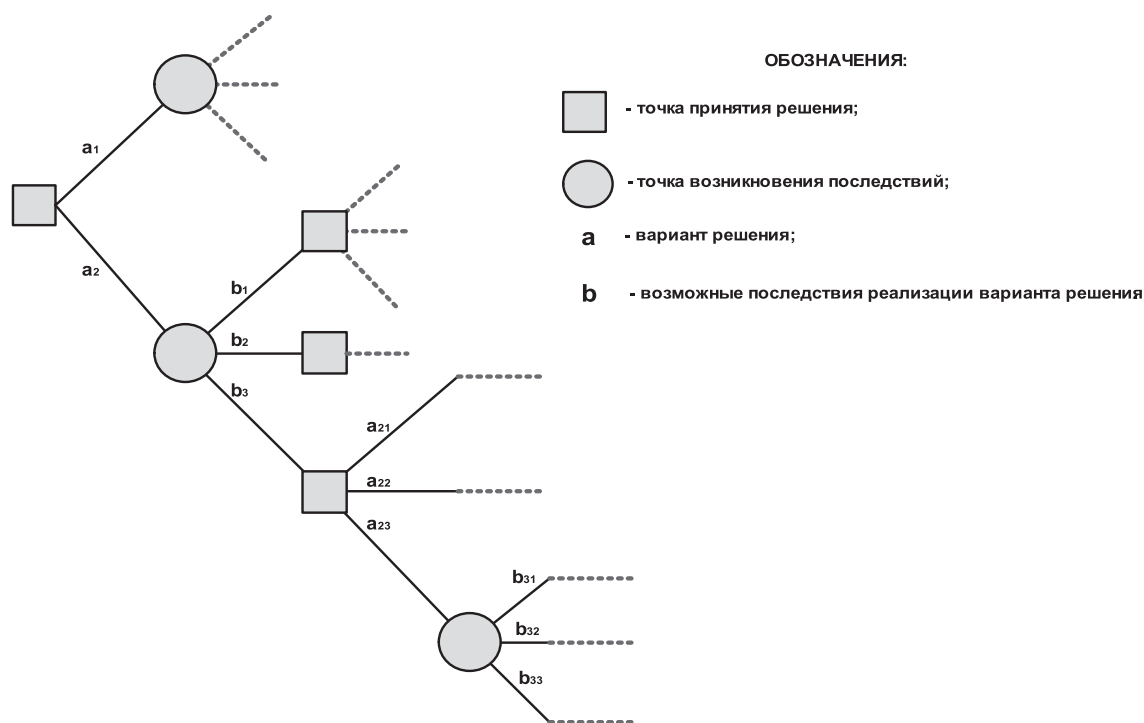 ОБОЗНАЧЕНИЯ:
- точка принятия решения;
a1
- точка возникновения последствий;
a - вариант решения;
a2
b1
b - возможные последствия реализации варианта решения
b2
b3
a21
a22
a23
b31
b32
b33